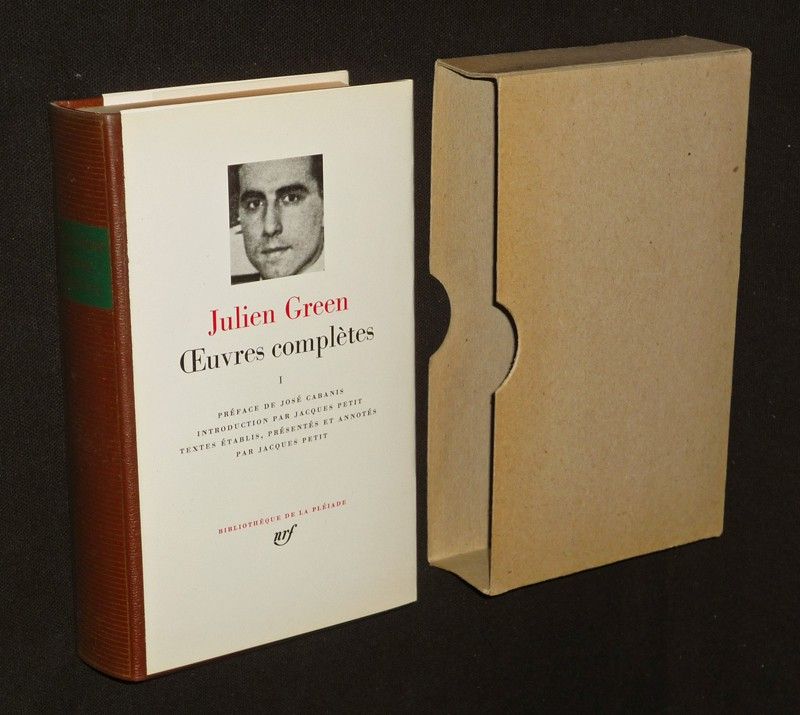 Julien Green
Œuvres complètes
I
PRÉFACE DE JOSÉ CABANIS
INTRODUCTION PAR JACQUES PETIT
TEXTES ÉTABLIS, PRÉSENTÉS ET ANNOTÉS
PAR JACQUES PETIT
BIBLIOTHÈQUE DE LA PLÉIADE
nrf